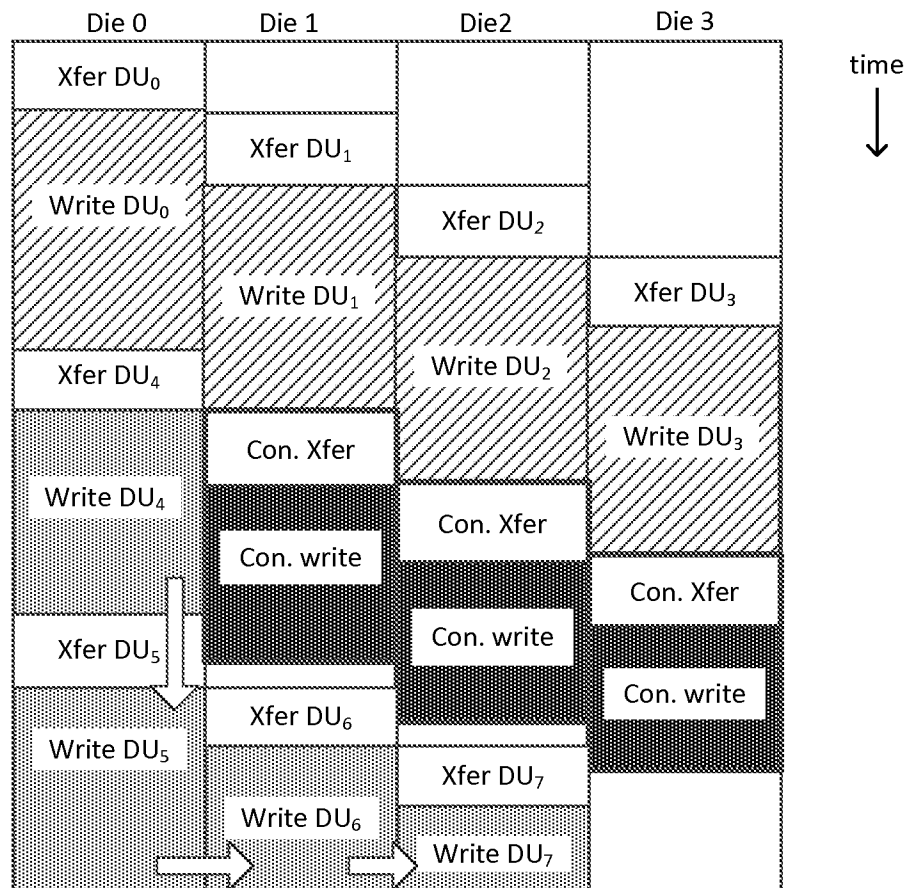 Die 0 Die 1 Die2 Die 3
time
Xfer DU₀
Xfer DU₁
Write DU₀
Xfer DU₂
Write DU₁
Xfer DU₃
Write DU₂
Xfer DU₄
Write DU₃
Con. Xfer
Write DU₄
Con. Xfer
Con. write
Con. Xfer
Con. write
Xfer DU₅
Con. write
Xfer DU₆
Write DU₅
Xfer DU₇
Write DU₆
Write DU₇